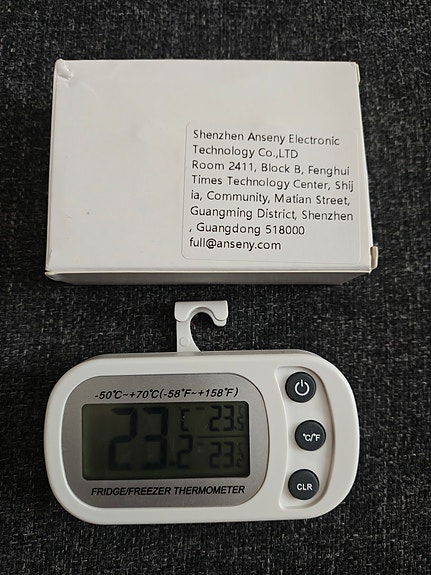 Shenzhen Anseny Electronic
Technology Co.,LTD
Room 2411, Block B, Fenghui
Times Technology Center, Shij
ia, Community, Matian Street,
Guangming District, Shenzhen
, Guangdong 518000
full@anseny.com
-50℃~+70℃(-58°F~+158°F)
23.2 C 23.5
23.2
℃/°F
CLR
FRIDGE/FREEZER THERMOMETER